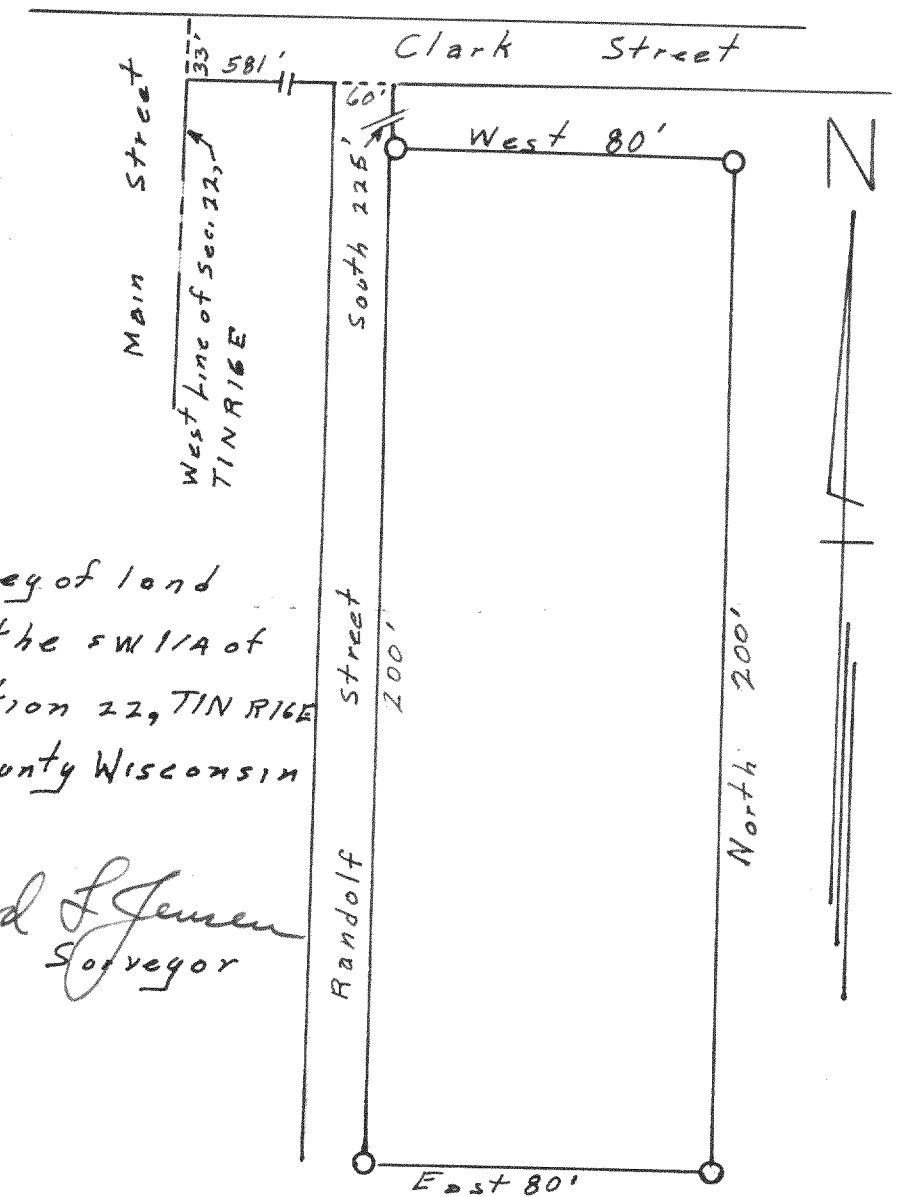 Clark Street
33'
581'
60'
West 80'
N
Main Street
West Line of Sec. 22,
T1N R16E
South 225'
Randolf Street
200'
North 200'
East 80'
ey of land
the SW 1/4 of
tion 22, T1N R16E
unty Wisconsin
d L Jensen
Sorveyor